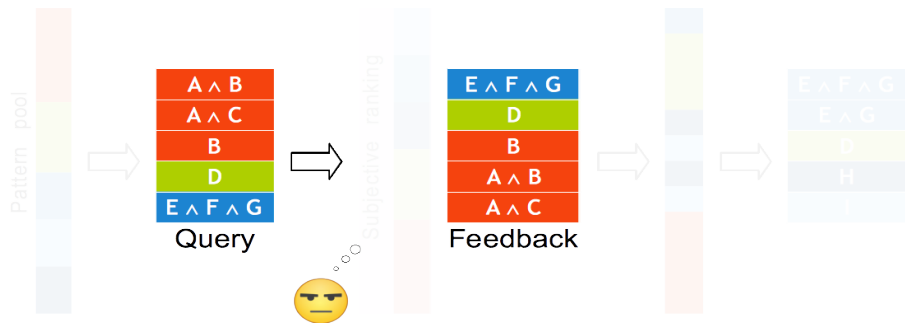 Pattern pool
A ∧ B
A ∧ C
B
D
E ∧ F ∧ G
Query
Subjective ranking
E ∧ F ∧ G
D
B
A ∧ B
A ∧ C
Feedback
E ∧ F ∧ G
E ∧ G
D
H
I